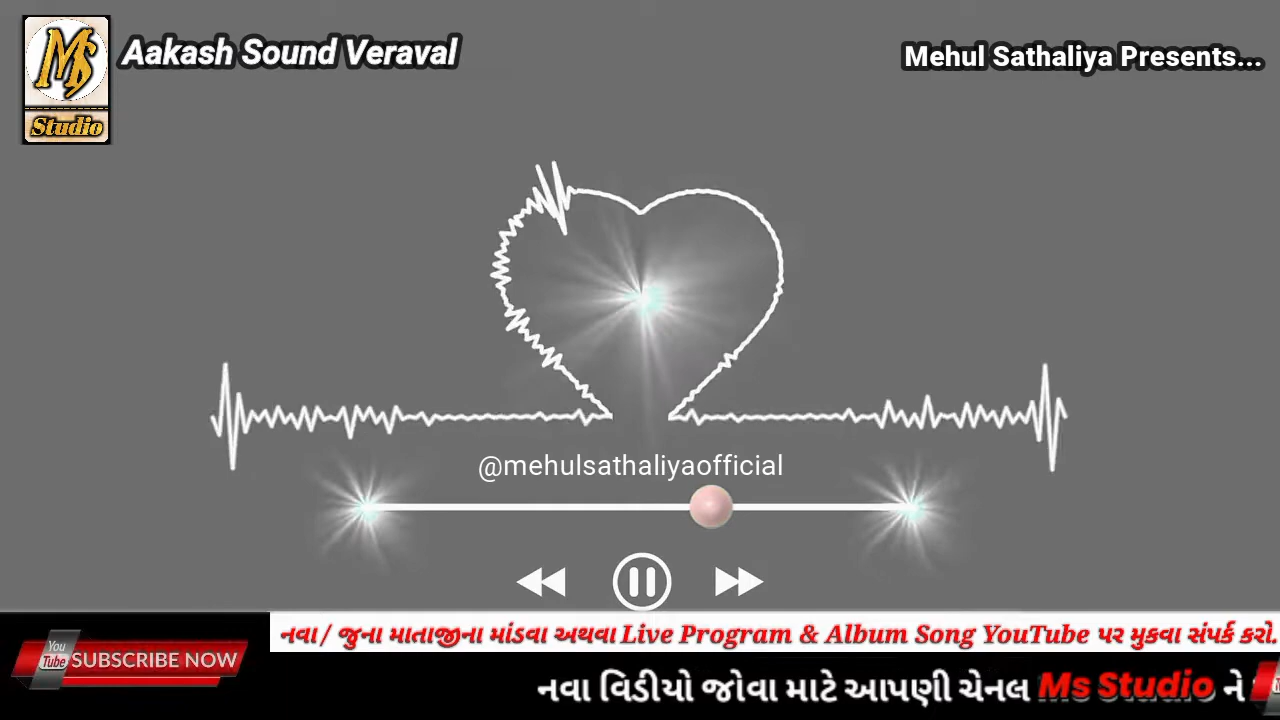 Ms
Studio
Aakash Sound Veraval
Mehul Sathaliya Presents...
@mehulsathaliyaofficial
નવા / જુના માતાજીના માંડવા અથવા Live Program & Album Song YouTube પર મુકવા સંપર્ક કરો.
You
Tube
SUBSCRIBE NOW
નવા વિડીયો જોવા માટે આપણી ચેનલ Ms Studio ને